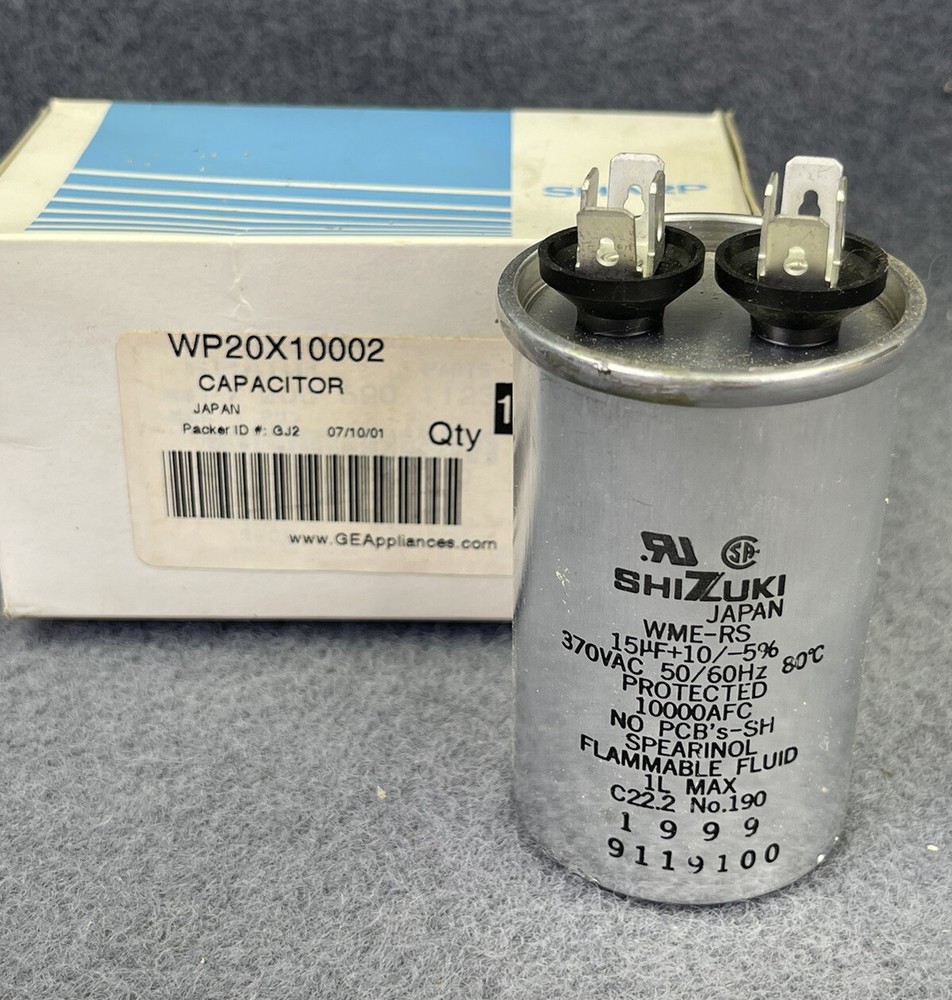 SHARP
WP20X10002
CAPACITOR
JAPAN
Packer ID #: GJ2 07/10/01
Qty 1
www.GEAppliances.com
SHIZUKI
JAPAN
WME-RS
15µF+10/-5%
370VAC 50/60Hz 80℃
PROTECTED
10000AFC
NO PCB's-SH
SPEARINOL
FLAMMABLE FLUID
1L MAX
C22.2 No.190
1999
9119100